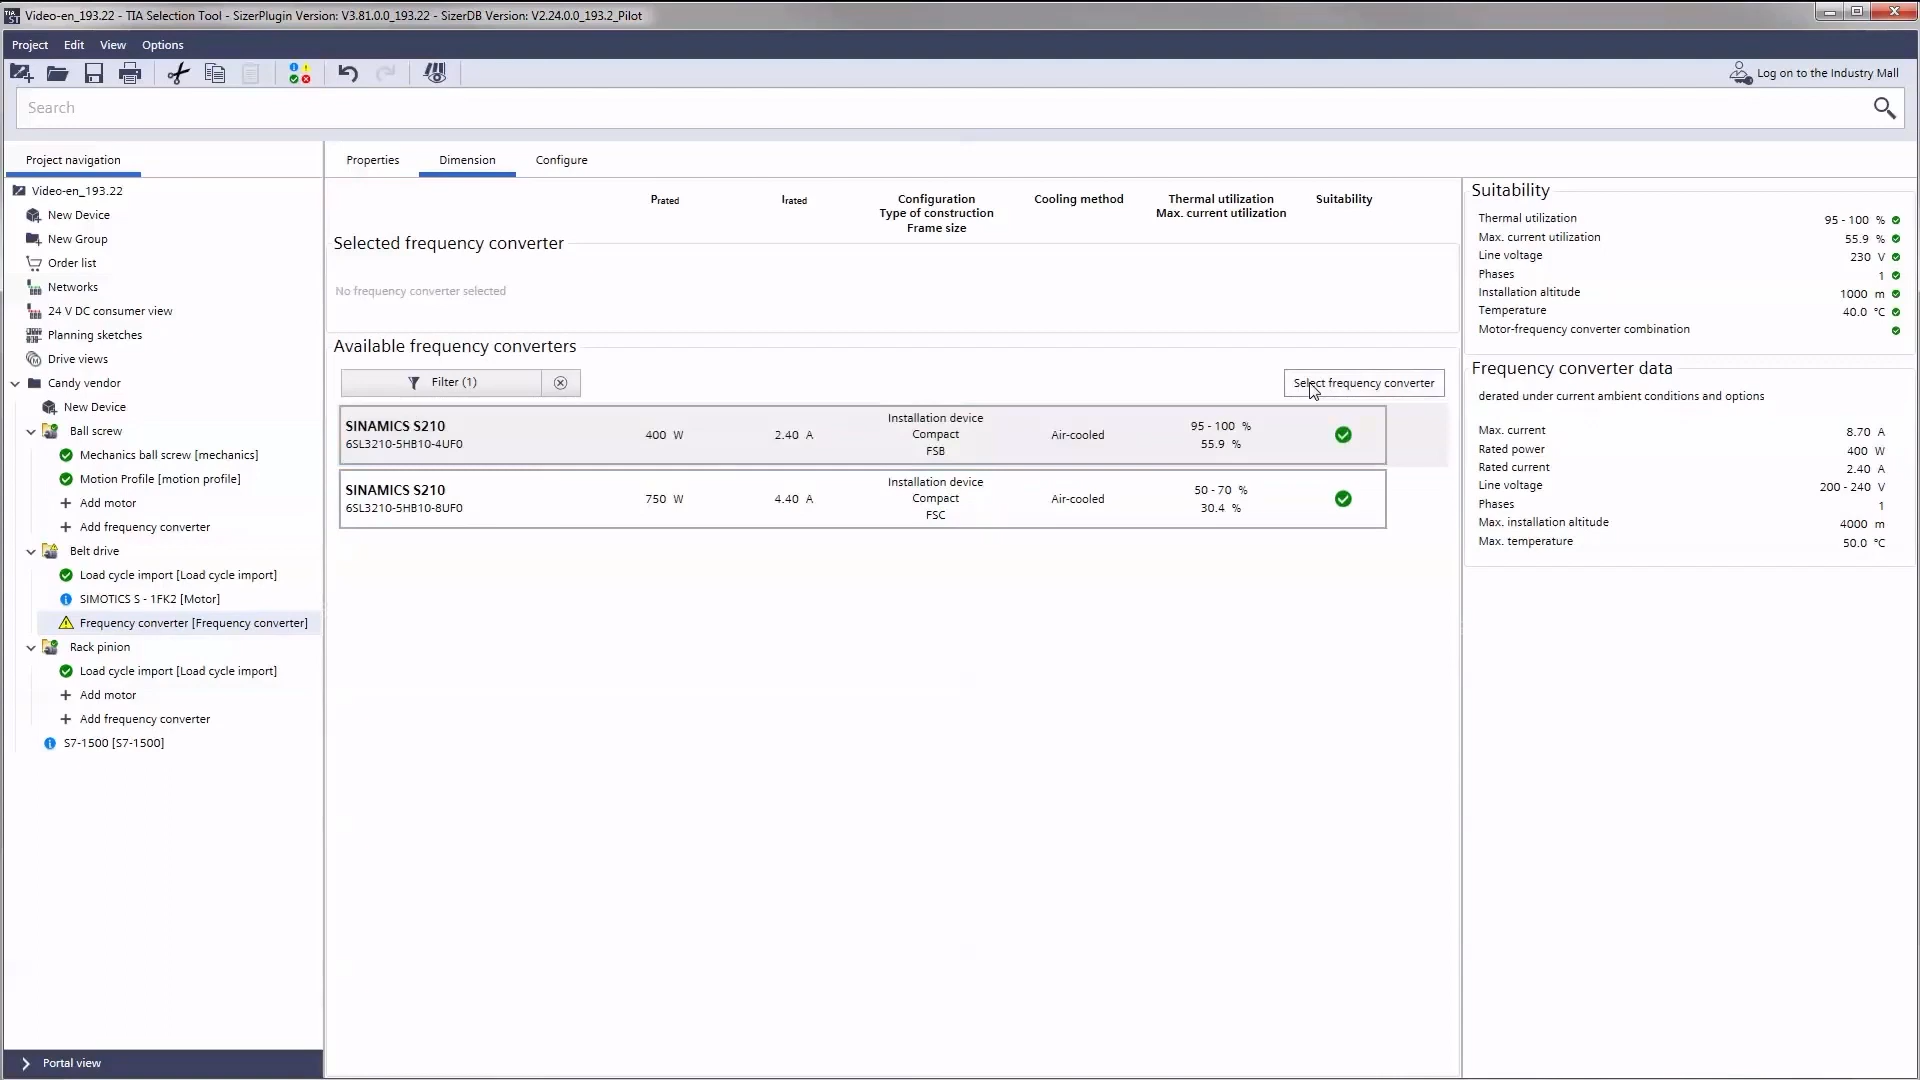 Video-en_193.22 - TIA Selection Tool - SizerPlugin Version: V3.81.0.0_193.22 - SizerDB Version: V2.24.0.0_193.2_Pilot
Project Edit View Options
Log on to the Industry Mall
Search
Project navigation
Video-en_193.22
New Device
New Group
Order list
Networks
24 V DC consumer view
Planning sketches
Drive views
Candy vendor
New Device
Ball screw
Mechanics ball screw [mechanics]
Motion Profile [motion profile]
Add motor
Add frequency converter
Belt drive
Load cycle import [Load cycle import]
SIMOTICS S - 1FK2 [Motor]
Frequency converter [Frequency converter]
Rack pinion
Load cycle import [Load cycle import]
Add motor
Add frequency converter
S7-1500 [S7-1500]
Portal view
Properties Dimension Configure
Prated Irated Configuration Cooling method Thermal utilization Suitability
Type of construction Max. current utilization
Frame size
Selected frequency converter
No frequency converter selected
Available frequency converters
Filter (1)
Select frequency converter
SINAMICS S210
6SL3210-5HB10-4UF0
400 W
2.40 A
Installation device
Compact
FSB
Air-cooled
95 - 100 %
55.9 %
SINAMICS S210
6SL3210-5HB10-8UF0
750 W
4.40 A
Installation device
Compact
FSC
Air-cooled
50 - 70 %
30.4 %
Suitability
Thermal utilization 95 - 100 %
Max. current utilization 55.9 %
Line voltage 230 V
Phases 1
Installation altitude 1000 m
Temperature 40.0 °C
Motor-frequency converter combination
Frequency converter data
derated under current ambient conditions and options
Max. current 8.70 A
Rated power 400 W
Rated current 2.40 A
Line voltage 200 - 240 V
Phases 1
Max. installation altitude 4000 m
Max. temperature 50.0 °C